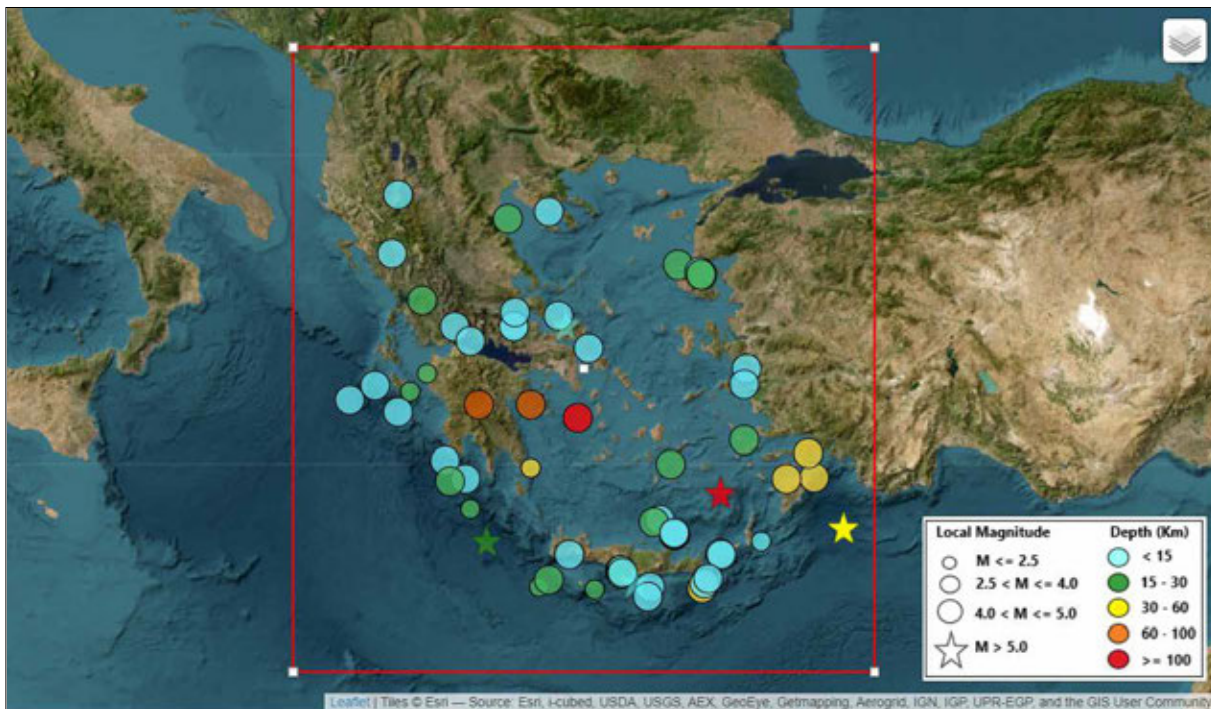 Local Magnitude
Depth (Km)
M <= 2.5
2.5 < M <= 4.0
4.0 < M <= 5.0
M > 5.0
< 15
15 - 30
30 - 60
60 - 100
>= 100
Leaflet | Tiles © Esri — Source: Esri, i-cubed, USDA, USGS, AEX, GeoEye, Getmapping, Aerogrid, IGN, IGP, UPR-EGP, and the GIS User Community